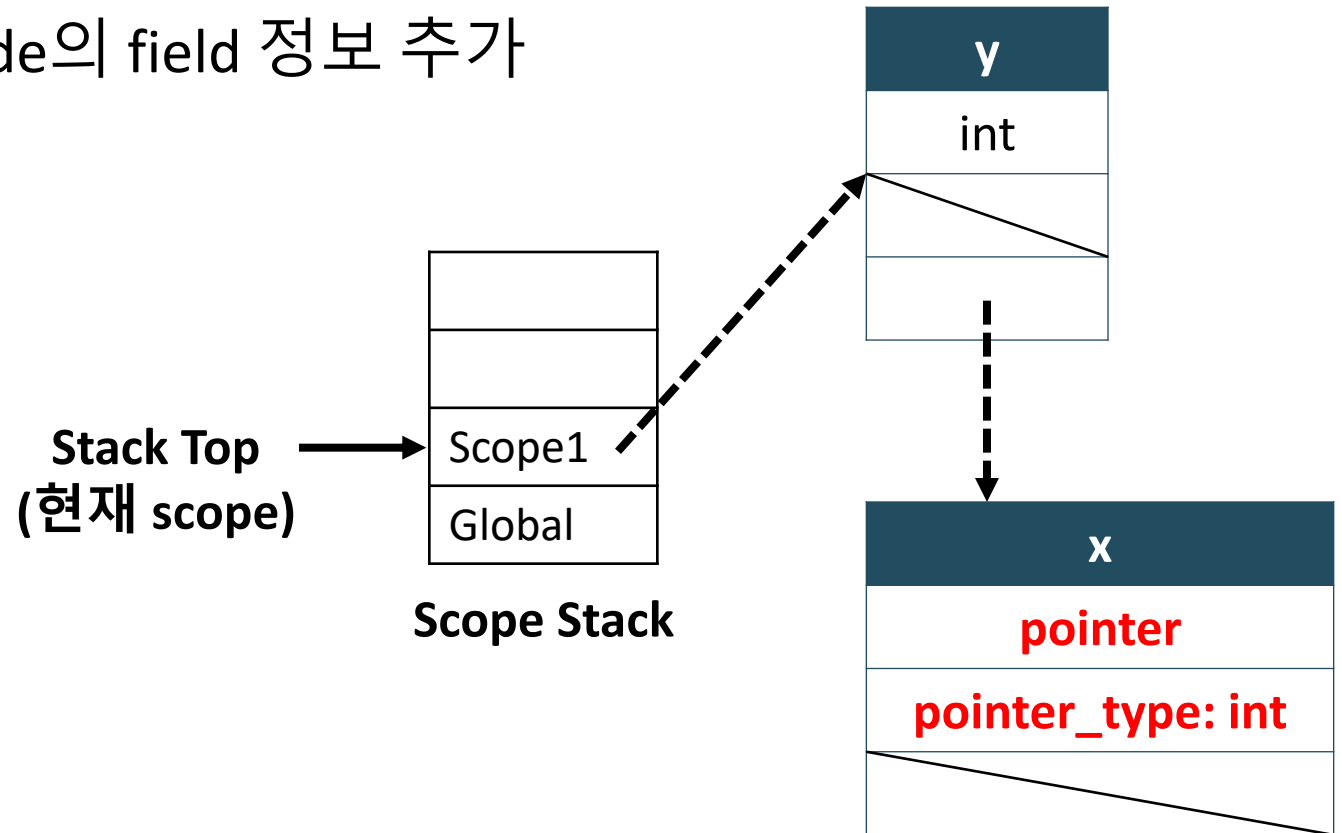 de의 field 정보 추가
y
int
Scope1
Stack Top
(현재 scope)
Global
Scope Stack
x
pointer
pointer_type: int